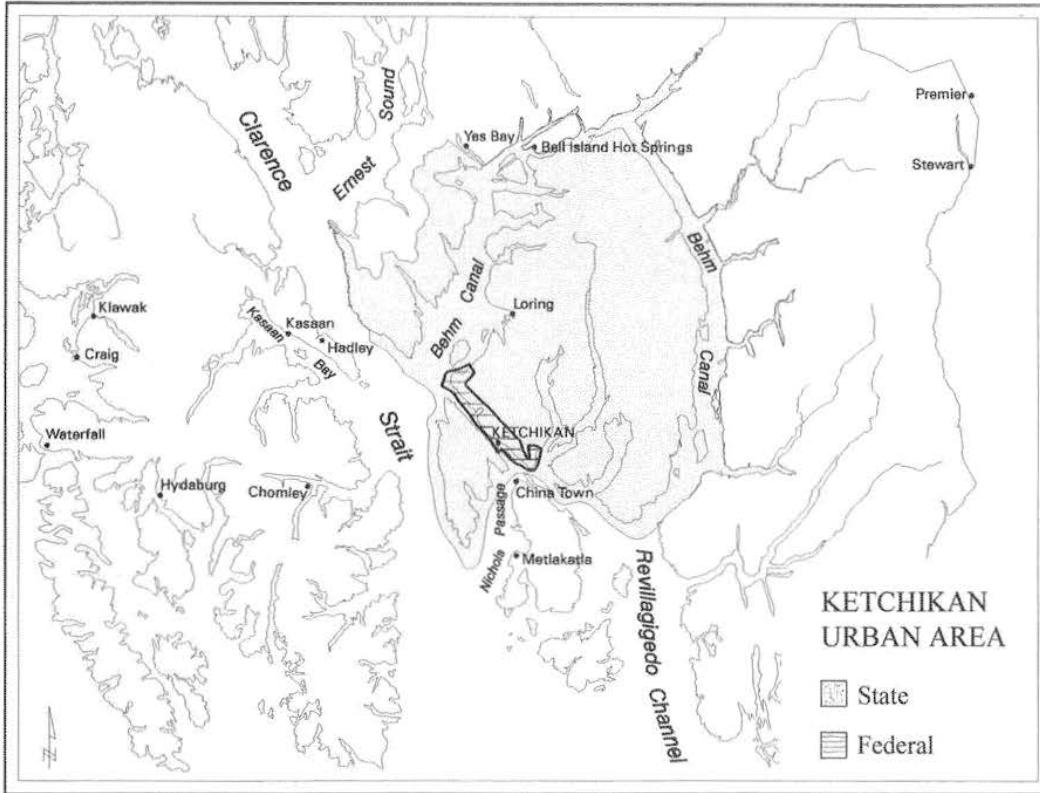 Premier
Clarence
Sound
Ernest
Yes Bay
Bell Island Hot Springs
Stewart
Behm
Canal
Behm
Canal
Loring
Klawak
Craig
Kasaan
Kasaan
Bay
Hadley
Strait
Waterfall
KETCHIKAN
Hydaburg
Chomley
China Town
Nichola Passage
Metlakatla
Revillagigedo Channel
KETCHIKAN
URBAN AREA
State
Federal
N